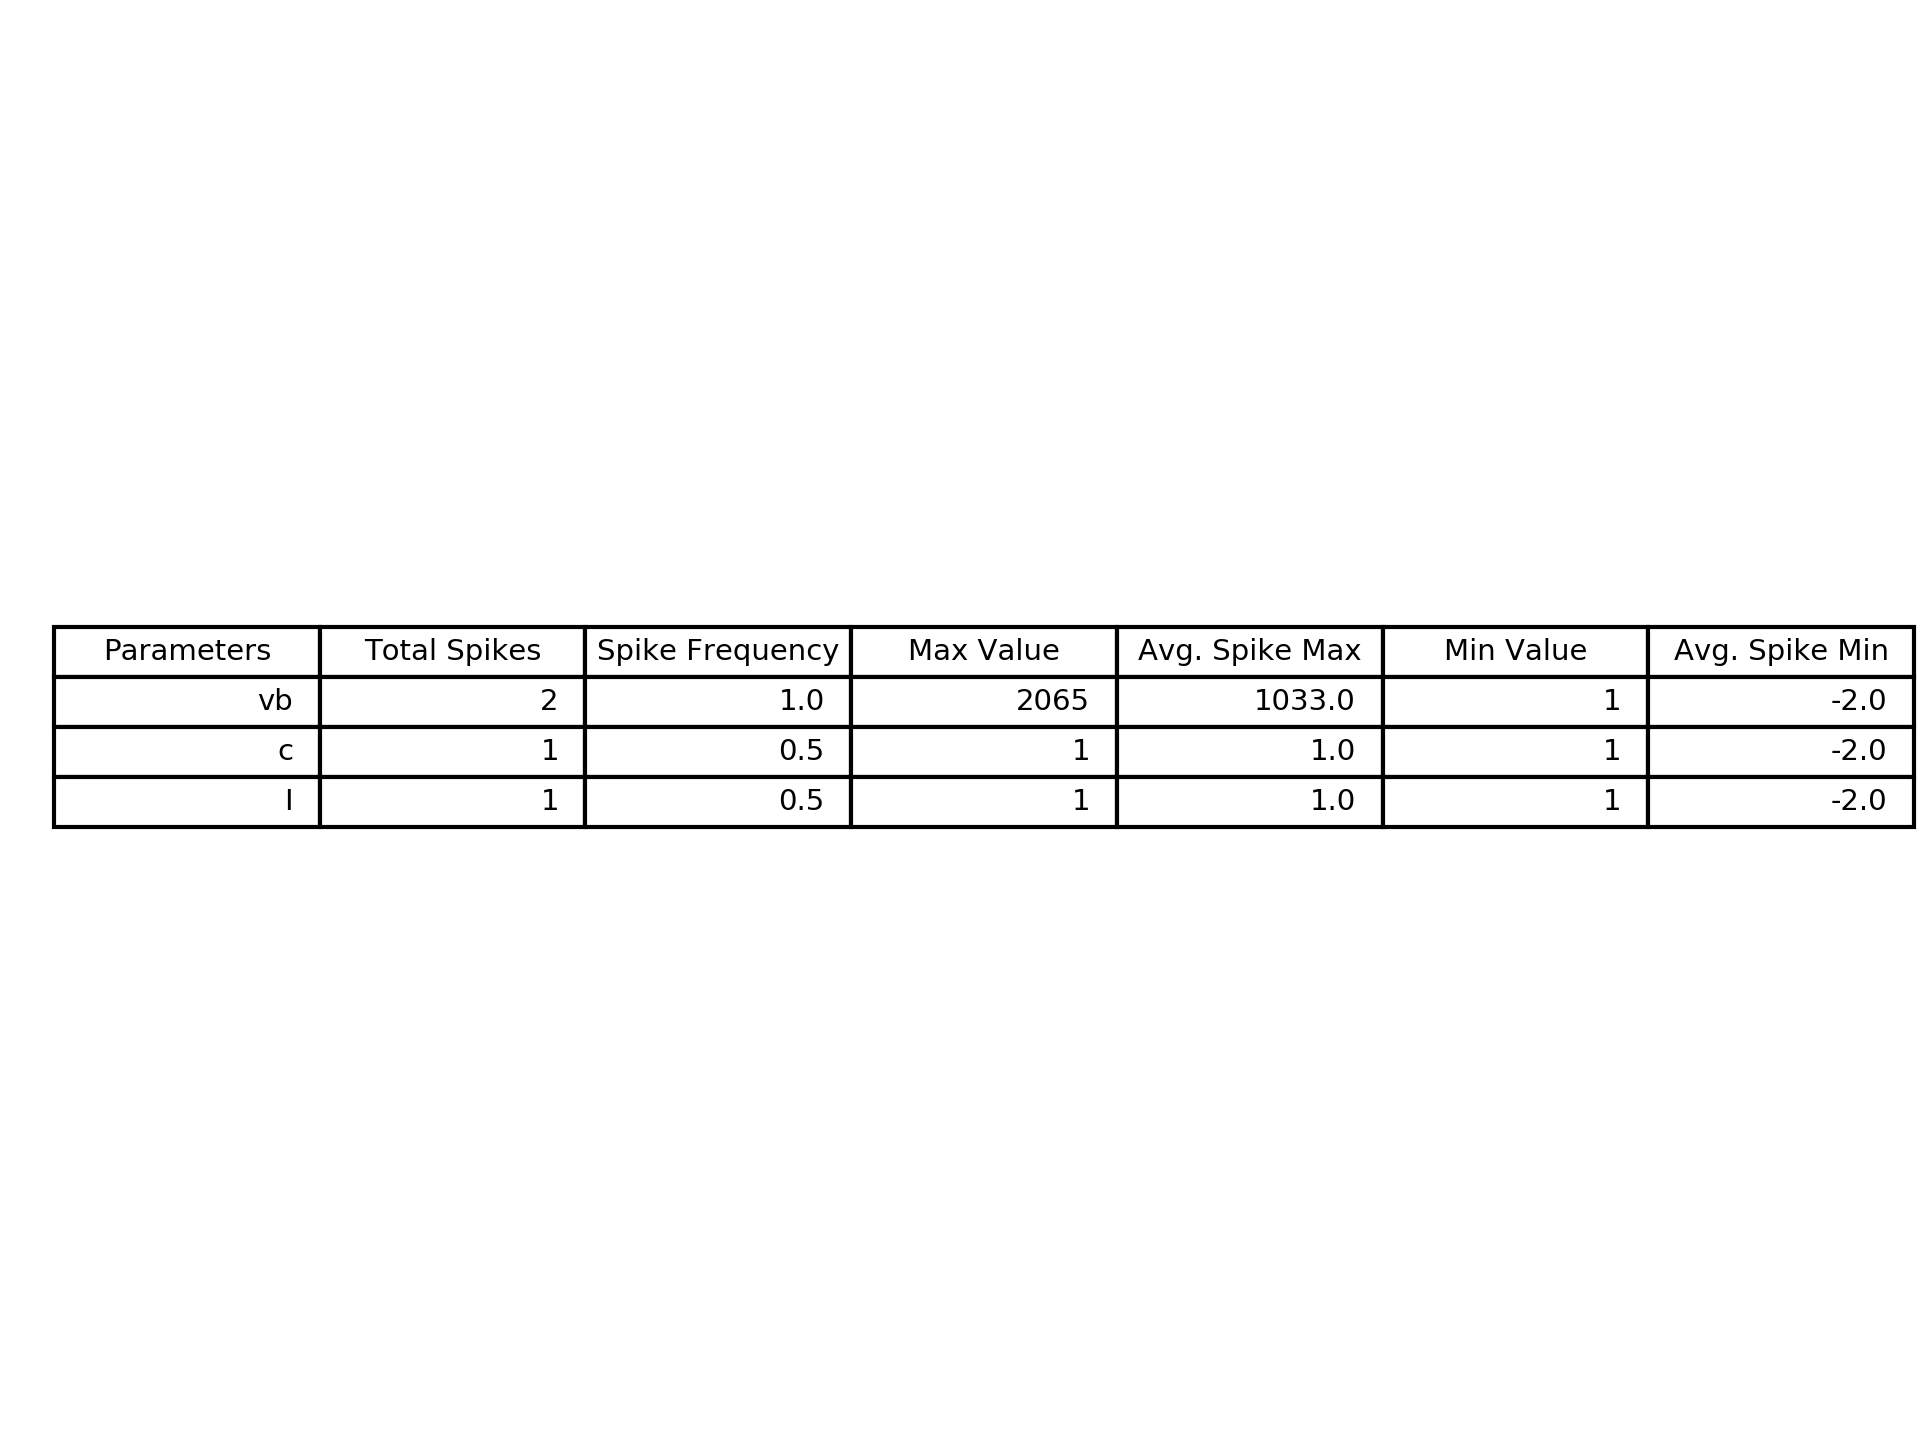 Parameters Total Spikes Spike Frequency Max Value Avg. Spike Max Min Value Avg. Spike Min
vb 2 1.0 2065 1033.0 1 -2.0
c 1 0.5 1 1.0 1 -2.0
I 1 0.5 1 1.0 1 -2.0